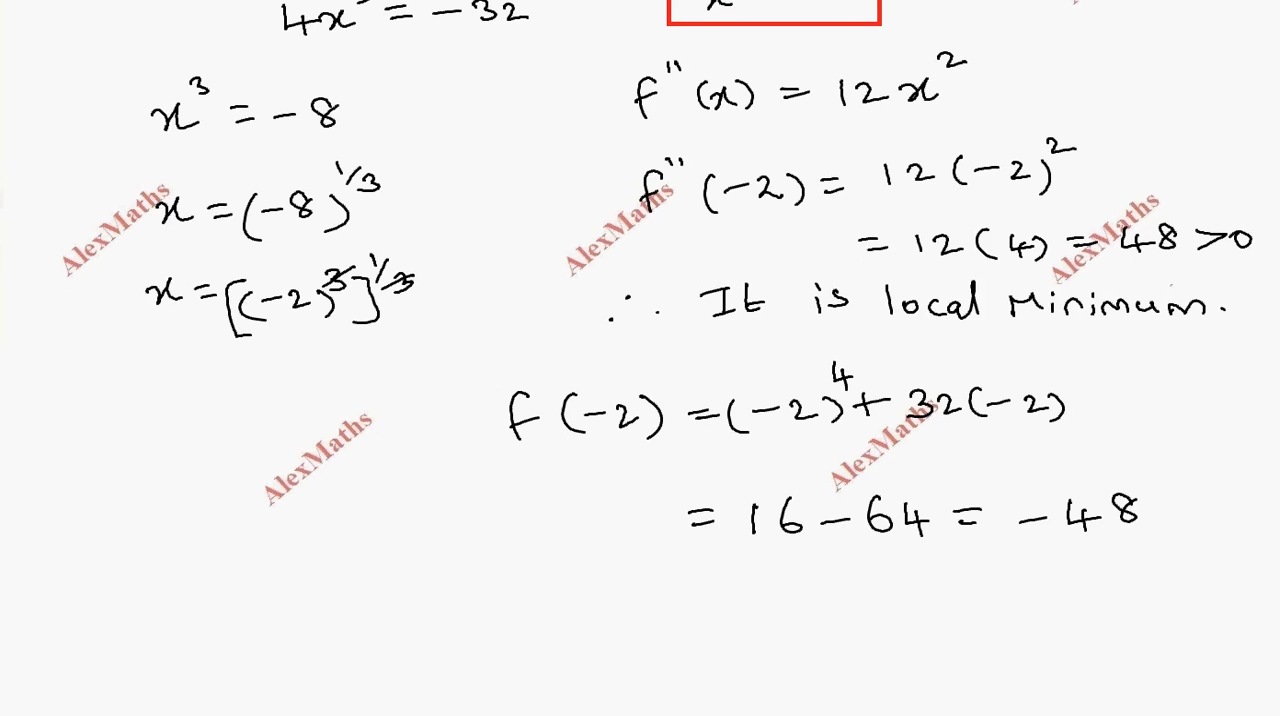 4x³ = -32
x³ = -8
x = (-8)^1/3
x = [(-2)^3]^1/3
f''(x) = 12x²
f''(-2) = 12(-2)²
= 12(4) = 48 >0
∴ It is local Minimum.
f(-2) = (-2)⁴ + 32(-2)
= 16 - 64 = -48
AlexMaths
AlexMaths
AlexMaths
AlexMaths
AlexMaths